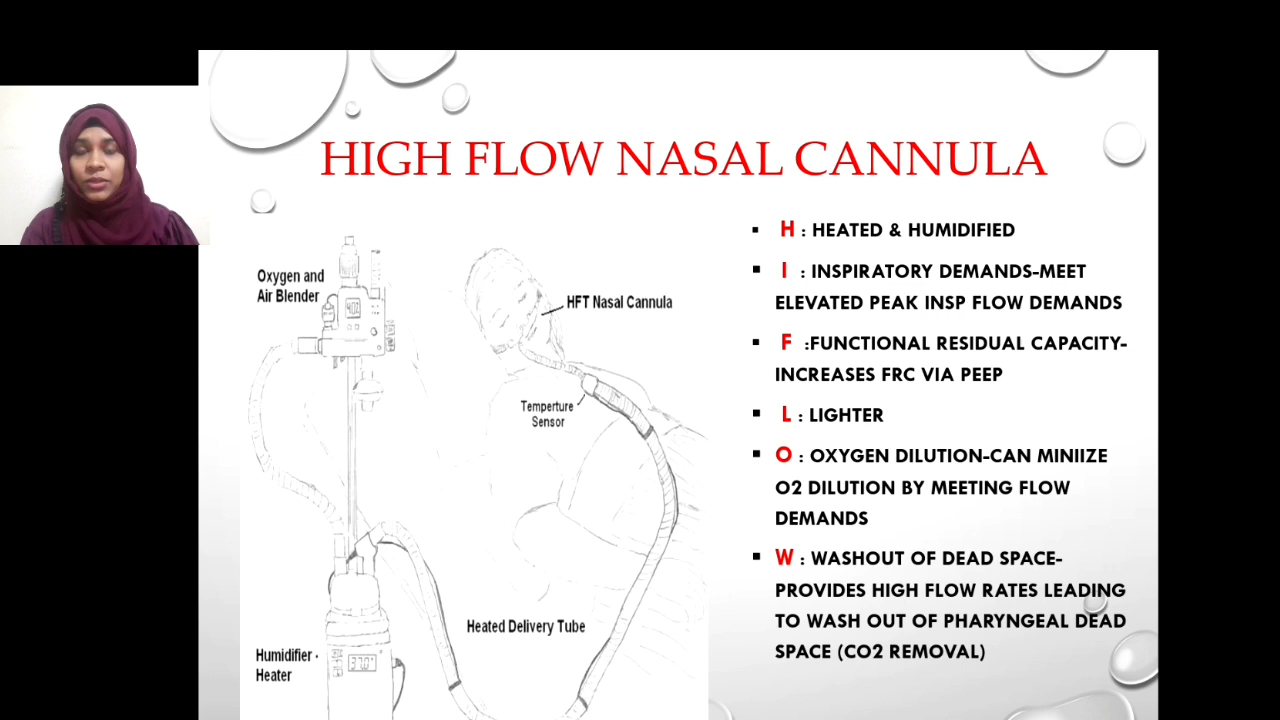 HIGH FLOW NASAL CANNULA
Oxygen and
Air Blender
HFT Nasal Cannula
Temperture
Sensor
Heated Delivery Tube
Humidifier -
Heater
37.0°
▪ H : HEATED & HUMIDIFIED
▪ I : INSPIRATORY DEMANDS-MEET
ELEVATED PEAK INSP FLOW DEMANDS
▪ F :FUNCTIONAL RESIDUAL CAPACITY-
INCREASES FRC VIA PEEP
▪ L : LIGHTER
▪ O : OXYGEN DILUTION-CAN MINIIZE
O2 DILUTION BY MEETING FLOW
DEMANDS
▪ W : WASHOUT OF DEAD SPACE-
PROVIDES HIGH FLOW RATES LEADING
TO WASH OUT OF PHARYNGEAL DEAD
SPACE (CO2 REMOVAL)